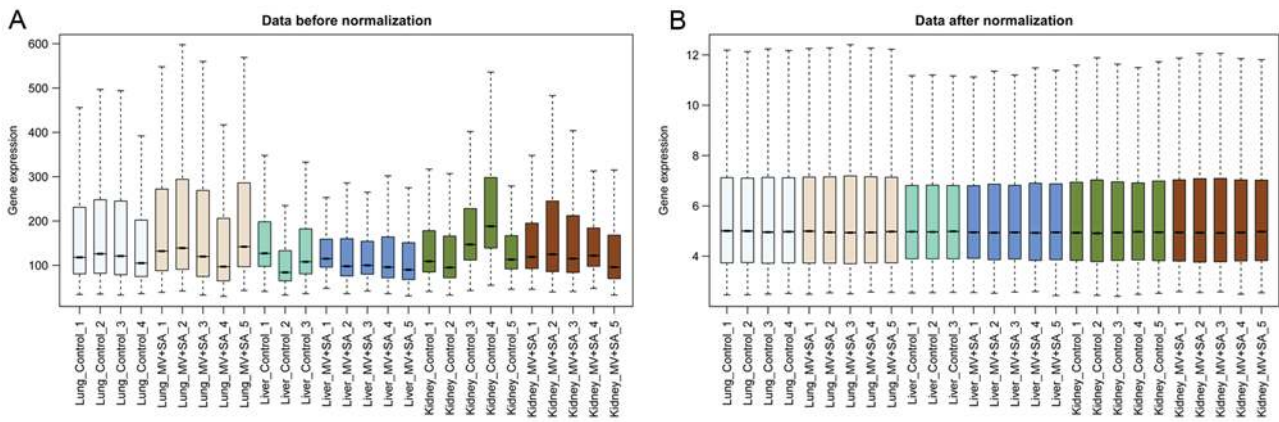 A
Data before normalization
Gene expression
600
500
400
300
200
100
Lung_Control_1
Lung_Control_2
Lung_Control_3
Lung_Control_4
Lung_MV+SA_1
Lung_MV+SA_2
Lung_MV+SA_3
Lung_MV+SA_4
Lung_MV+SA_5
Liver_Control_1
Liver_Control_2
Liver_Control_3
Liver_MV+SA_1
Liver_MV+SA_2
Liver_MV+SA_3
Liver_MV+SA_4
Liver_MV+SA_5
Kidney_Control_1
Kidney_Control_2
Kidney_Control_3
Kidney_Control_4
Kidney_Control_5
Kidney_MV+SA_1
Kidney_MV+SA_2
Kidney_MV+SA_3
Kidney_MV+SA_4
Kidney_MV+SA_5
B
Data after normalization
Gene expression
12
10
8
6
4
Lung_Control_1
Lung_Control_2
Lung_Control_3
Lung_Control_4
Lung_MV+SA_1
Lung_MV+SA_2
Lung_MV+SA_3
Lung_MV+SA_4
Lung_MV+SA_5
Liver_Control_1
Liver_Control_2
Liver_Control_3
Liver_MV+SA_1
Liver_MV+SA_2
Liver_MV+SA_3
Liver_MV+SA_4
Liver_MV+SA_5
Kidney_Control_1
Kidney_Control_2
Kidney_Control_3
Kidney_Control_4
Kidney_Control_5
Kidney_MV+SA_1
Kidney_MV+SA_2
Kidney_MV+SA_3
Kidney_MV+SA_4
Kidney_MV+SA_5